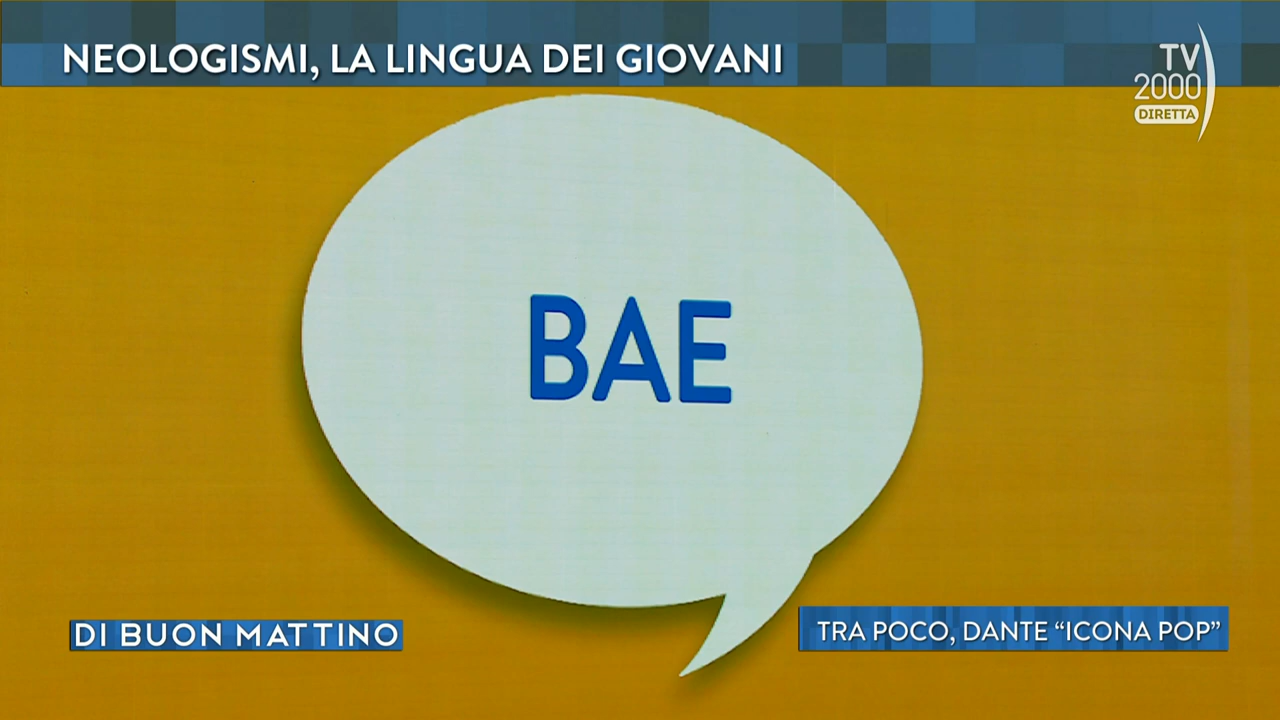 NEOLOGISMI, LA LINGUA DEI GIOVANI
TV
2000
DIRETTA
BAE
DI BUON MATTINO
TRA POCO, DANTE “ICONA POP”